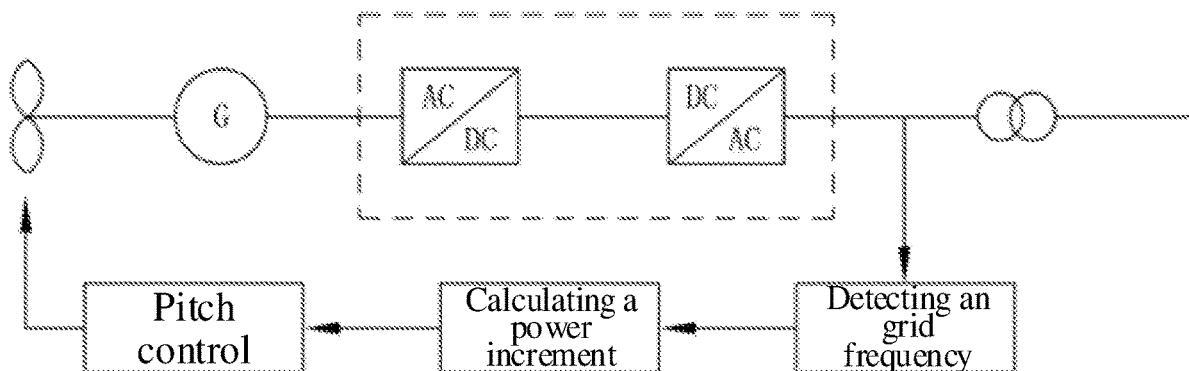 G
AC
DC
DC
AC
Pitch
control
Calculating a
power
increment
Detecting an
grid
frequency